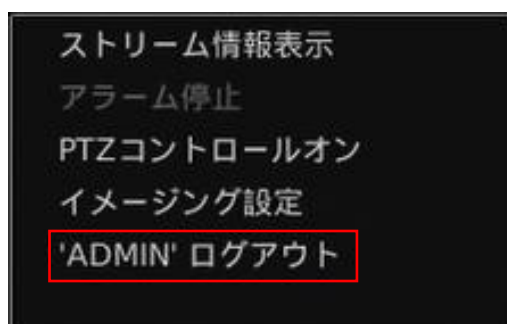 ストリーム情報表示
アラーム停止
PTZコントロールオン
イメージング設定
'ADMIN' ログアウト